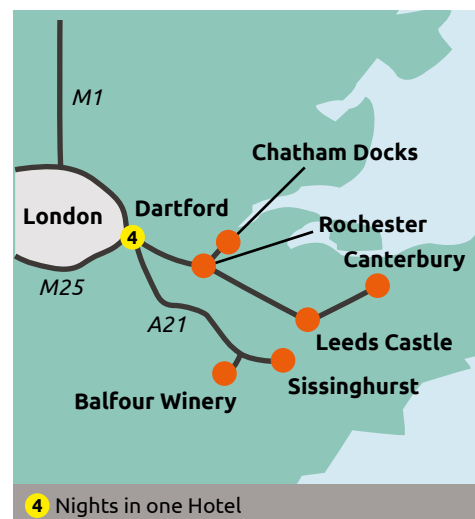 M1
Chatham Docks
London
Dartford
4
Rochester
Canterbury
M25
A21
Leeds Castle
Sissinghurst
Balfour Winery
4 Nights in one Hotel